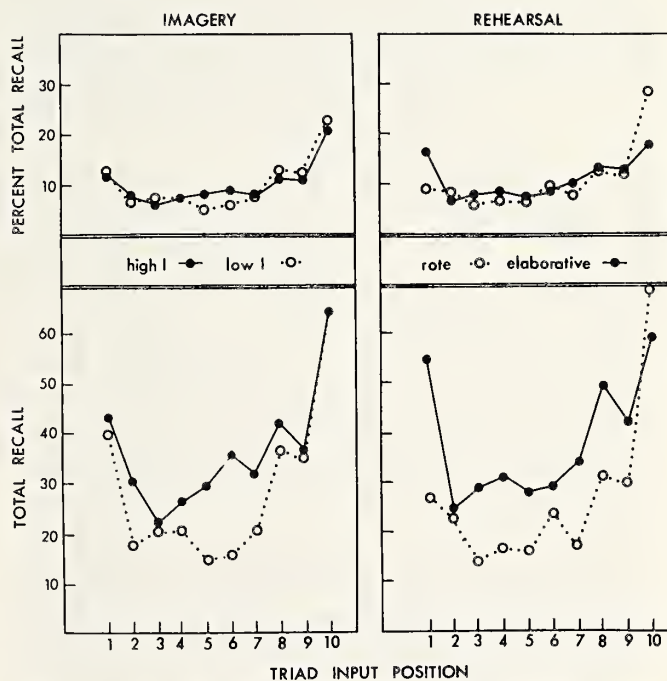 IMAGERY REHEARSAL
PERCENT TOTAL RECALL
30
20
10
high I low I
rote elaborative
TOTAL RECALL
60
50
40
30
20
10
1 2 3 4 5 6 7 8 9 10
1 2 3 4 5 6 7 8 9 10
TRIAD INPUT POSITION